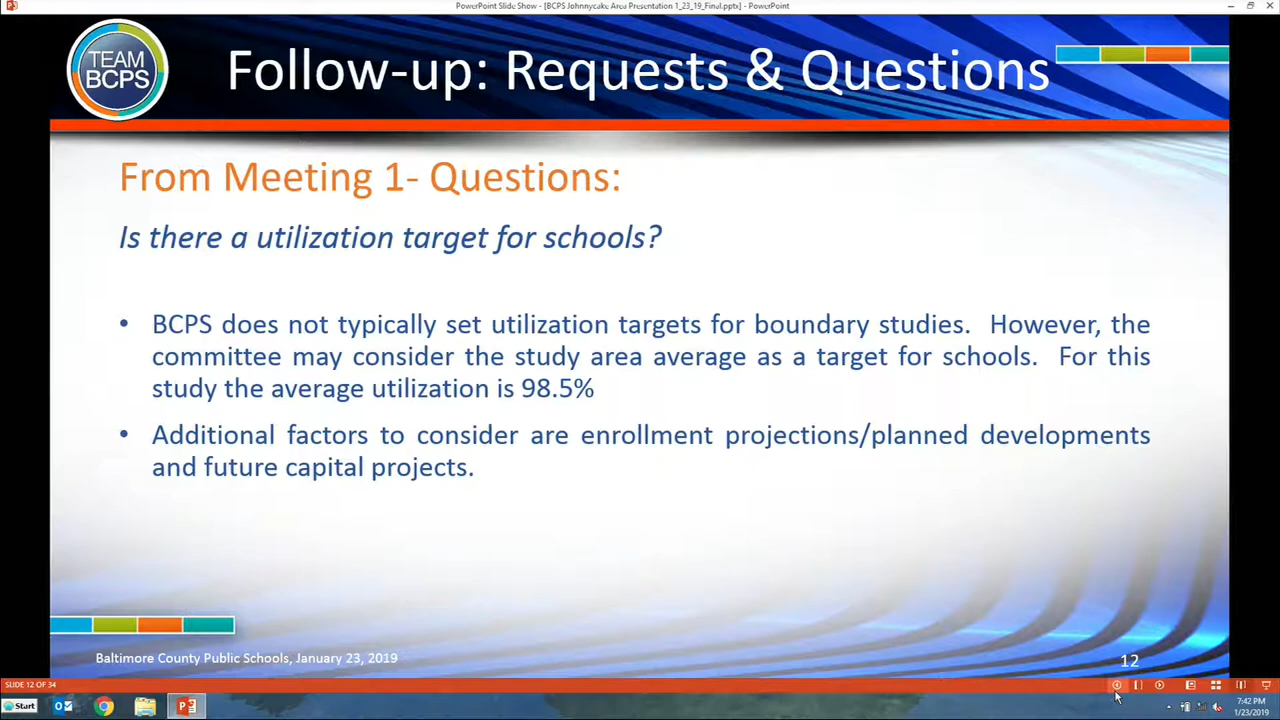 PowerPoint Slide Show - [BCPS Johnnycake Area Presentation 1_23_19_Final.pptx] - PowerPoint
TEAM
BCPS
Follow-up: Requests & Questions
From Meeting 1- Questions:
Is there a utilization target for schools?
• BCPS does not typically set utilization targets for boundary studies. However, the
committee may consider the study area average as a target for schools. For this
study the average utilization is 98.5%
• Additional factors to consider are enrollment projections/planned developments
and future capital projects.
Baltimore County Public Schools, January 23, 2019
12
SLIDE 12 OF 34
Start
7:42 PM
1/23/2019